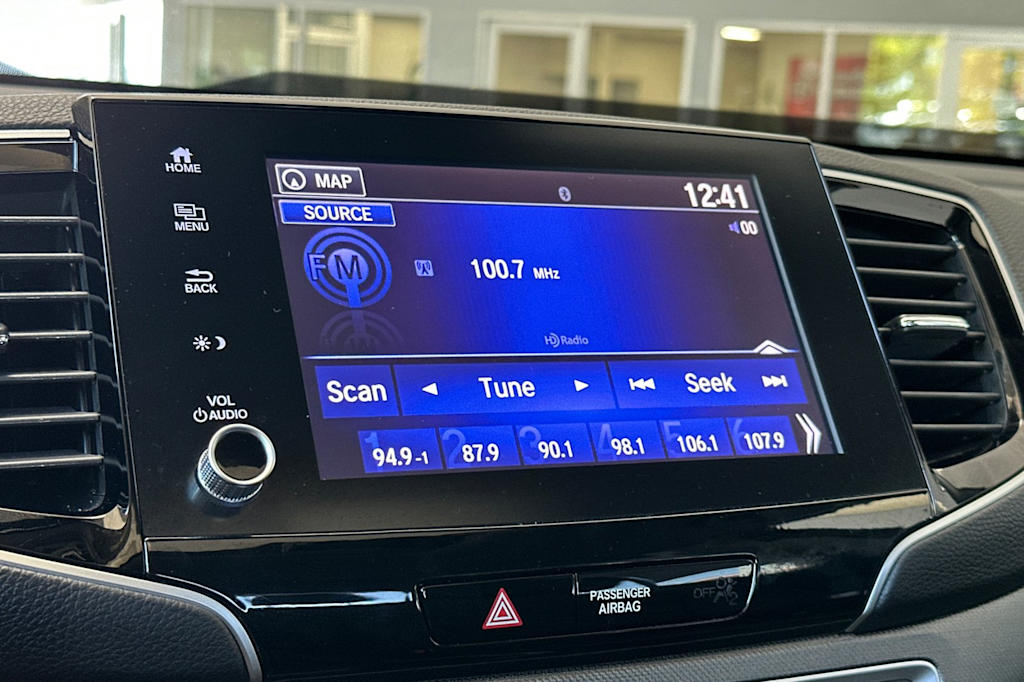 HOME
MENU
BACK
VOL
AUDIO
MAP
12:41
SOURCE
00
FM
100.7 MHz
HD Radio
Scan
Tune
Seek
1 94.9-1
2 87.9
3 90.1
4 98.1
5 106.1
6 107.9
PASSENGER
AIRBAG
OFF
2